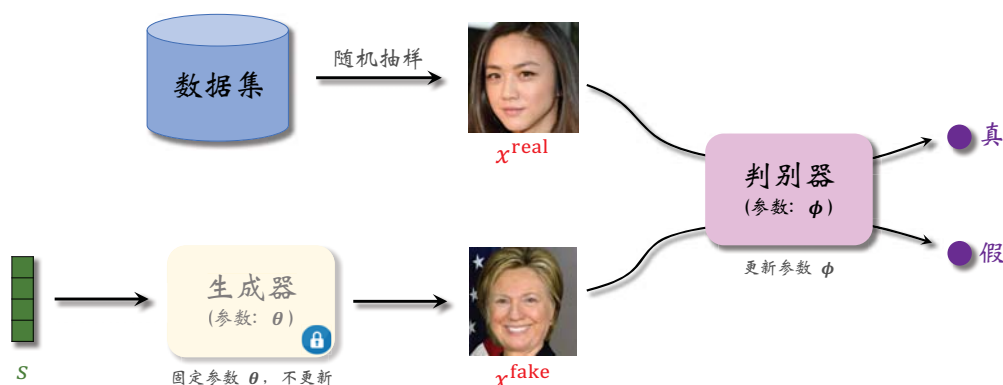 数据集
随机抽样
x^real
判别器
(参数: ϕ)
真
假
更新参数 ϕ
生成器
(参数: θ)
x^fake
s
固定参数 θ, 不更新